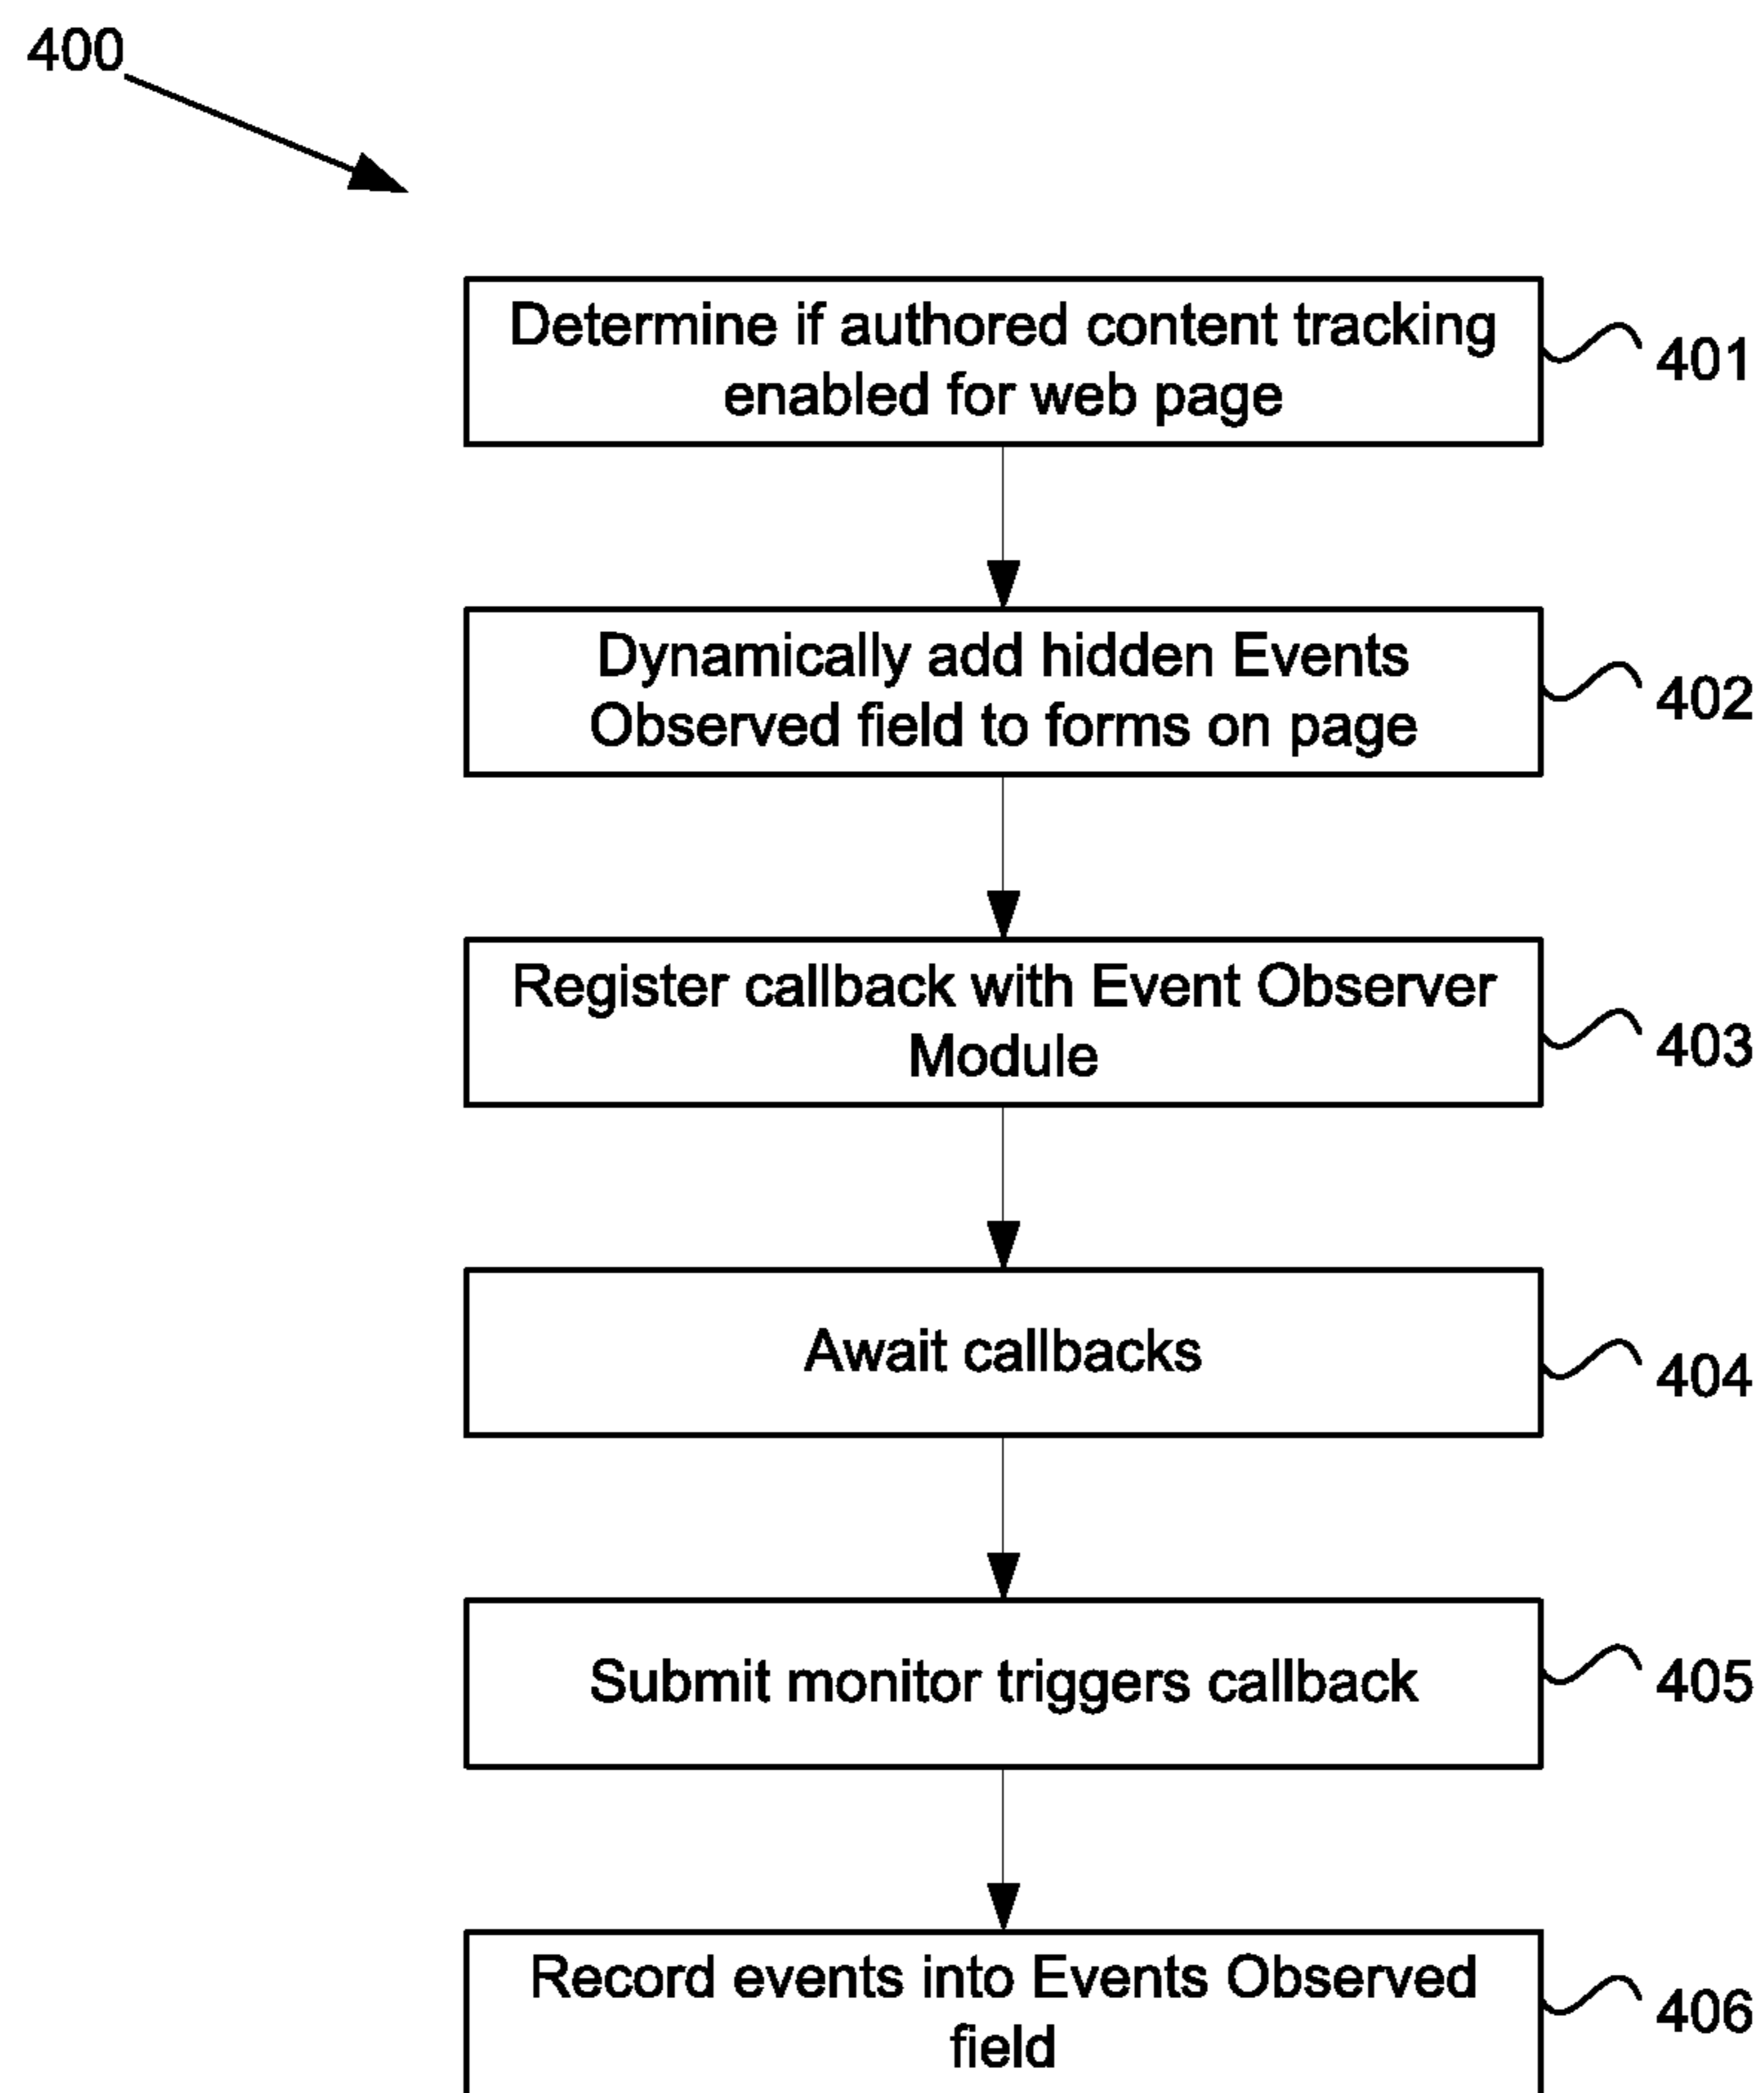 400
Determine if authored content tracking
enabled for web page
401
Dynamically add hidden Events
Observed field to forms on page
402
Register callback with Event Observer
Module
403
Await callbacks
404
Submit monitor triggers callback
405
Record events into Events Observed
field
406